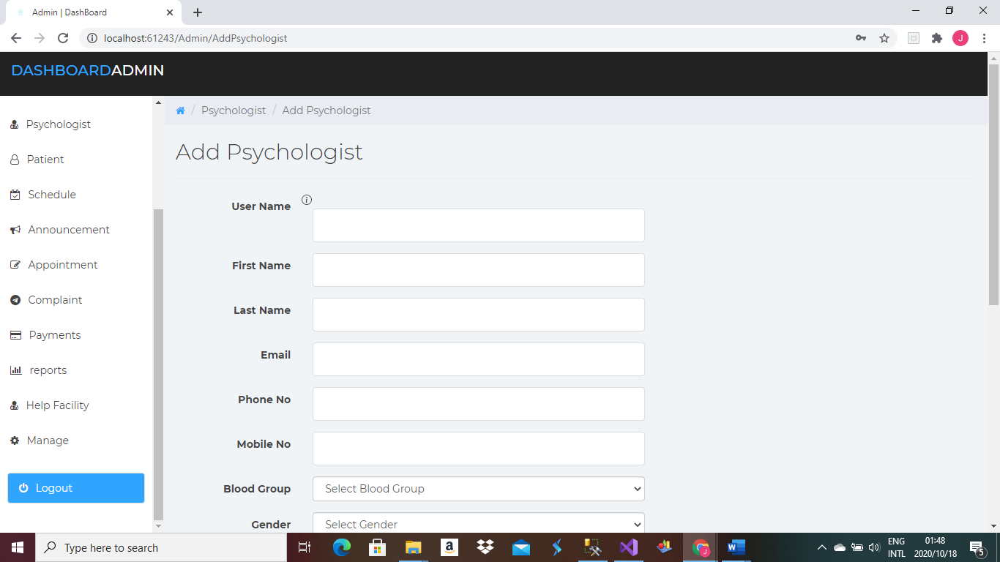 Admin | DashBoard
localhost:61243/Admin/AddPsychologist
J
DASHBOARDADMIN
Psychologist
Patient
Schedule
Announcement
Appointment
Complaint
Payments
reports
Help Facility
Manage
Logout
/ Psychologist / Add Psychologist
Add Psychologist
User Name
First Name
Last Name
Email
Phone No
Mobile No
Blood Group Select Blood Group
Gender Select Gender
Type here to search
a
J
W
ENG
INTL
01:48
2020/10/18
5